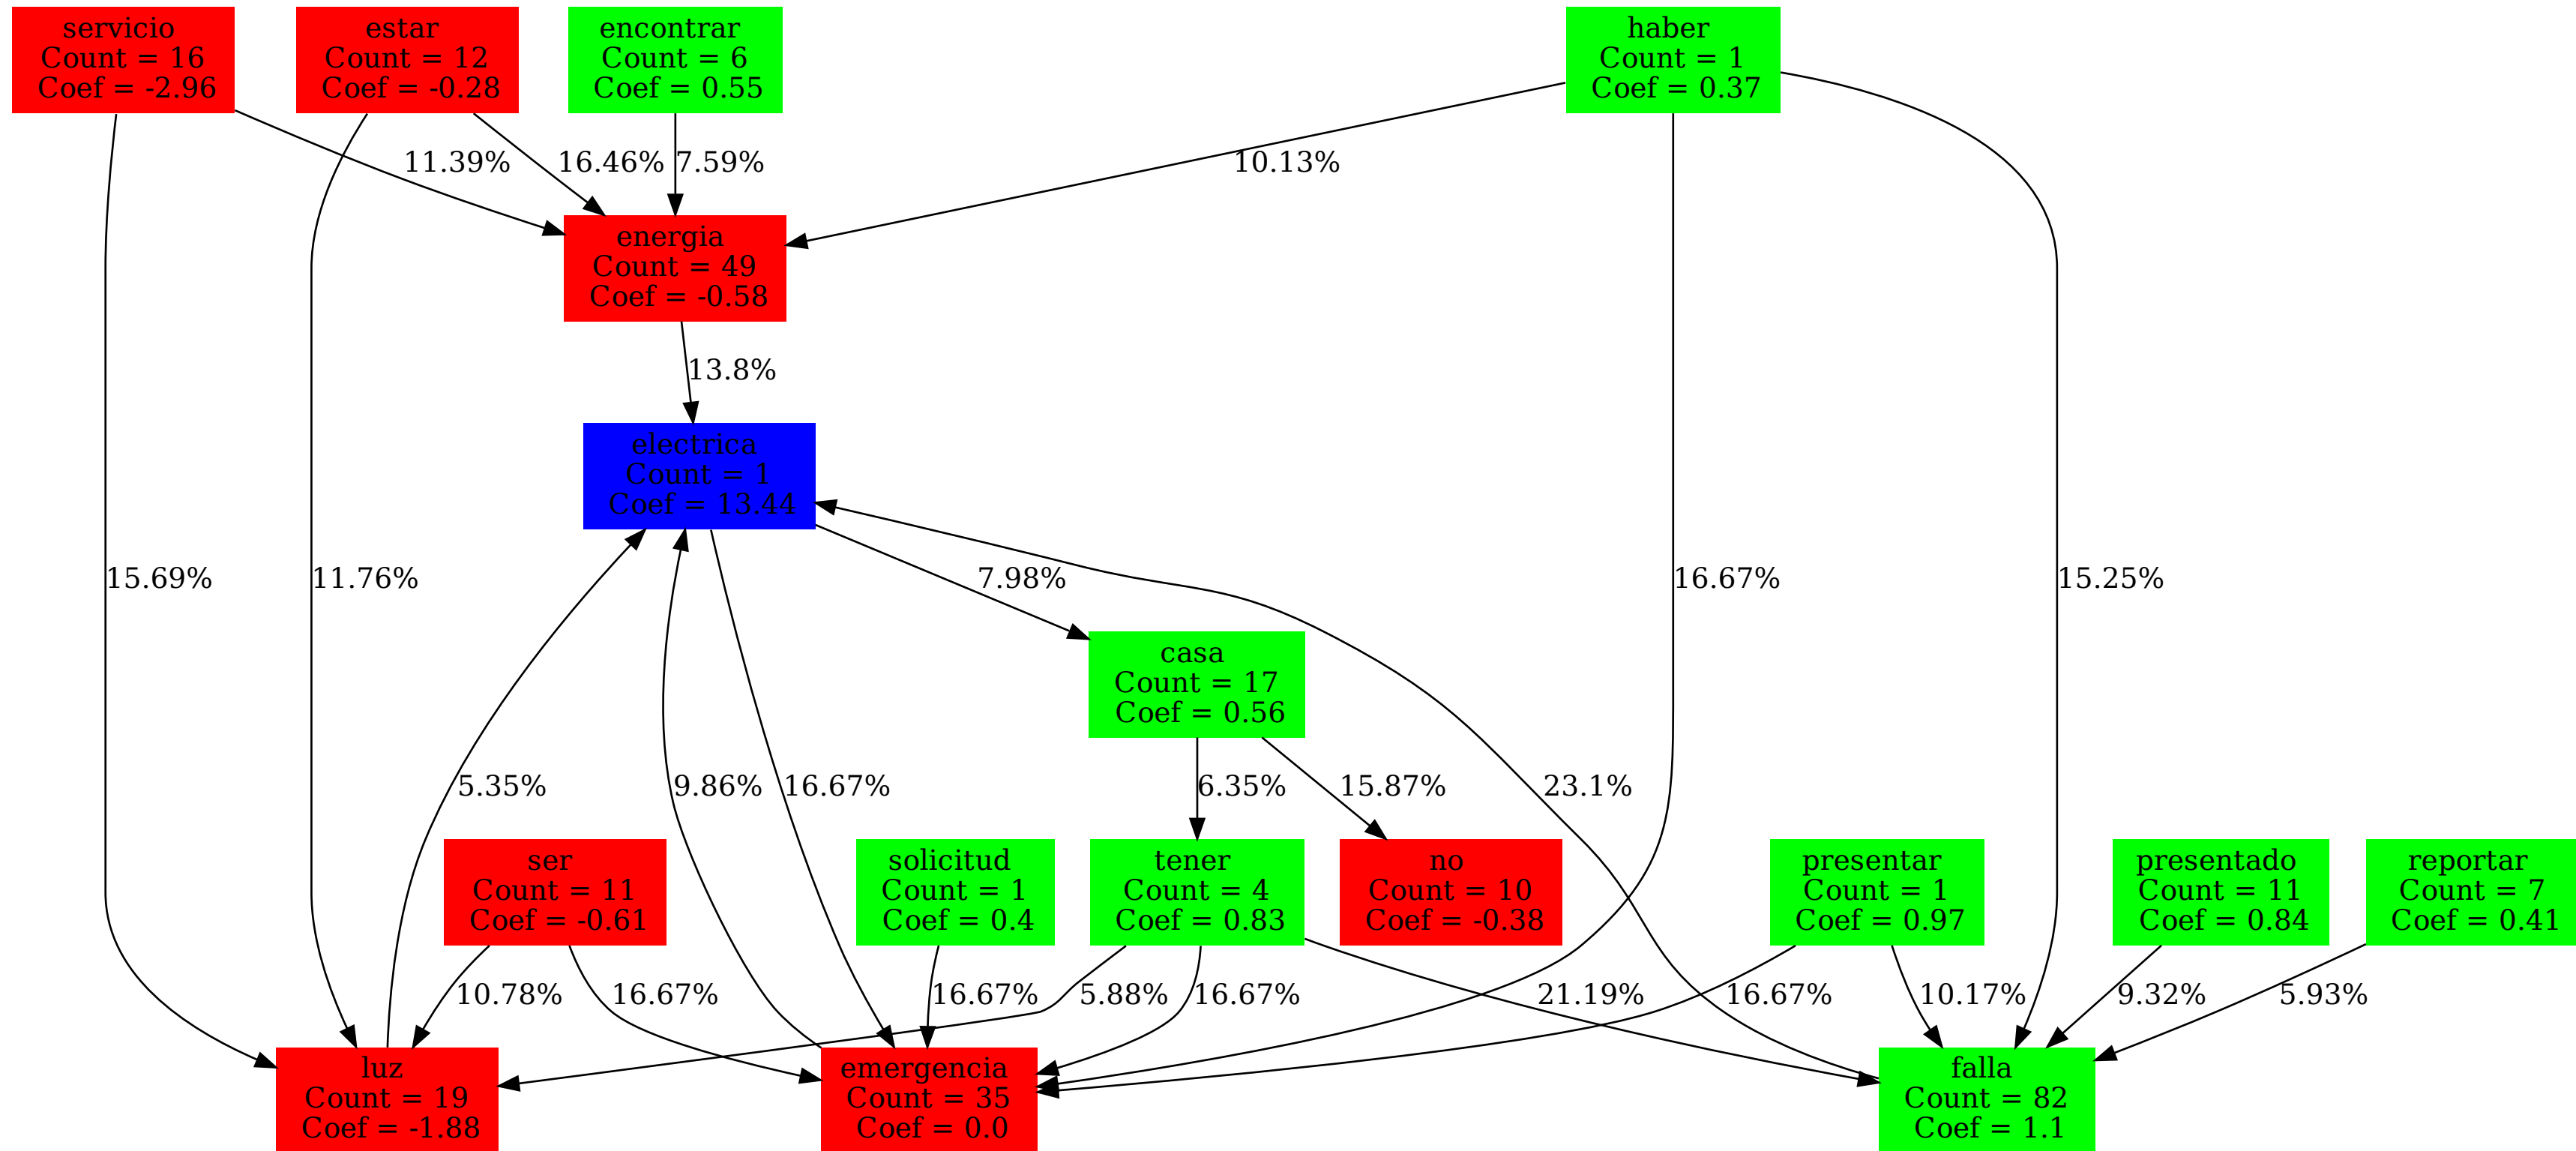 servicio
Count = 16
Coef = -2.96
estar
Count = 12
Coef = -0.28
encontrar
Count = 6
Coef = 0.55
haber
Count = 1
Coef = 0.37
11.39%
16.46%
7.59%
10.13%
energia
Count = 49
Coef = -0.58
13.8%
electrica
Count = 1
Coef = 13.44
15.69%
11.76%
7.98%
16.67%
15.25%
casa
Count = 17
Coef = 0.56
5.35%
9.86%
16.67%
6.35%
15.87%
23.1%
ser
Count = 11
Coef = -0.61
solicitud
Count = 1
Coef = 0.4
tener
Count = 4
Coef = 0.83
no
Count = 10
Coef = -0.38
presentar
Count = 1
Coef = 0.97
presentado
Count = 11
Coef = 0.84
reportar
Count = 7
Coef = 0.41
10.78%
16.67%
16.67%
5.88%
16.67%
21.19%
16.67%
10.17%
9.32%
5.93%
luz
Count = 19
Coef = -1.88
emergencia
Count = 35
Coef = 0.0
falla
Count = 82
Coef = 1.1